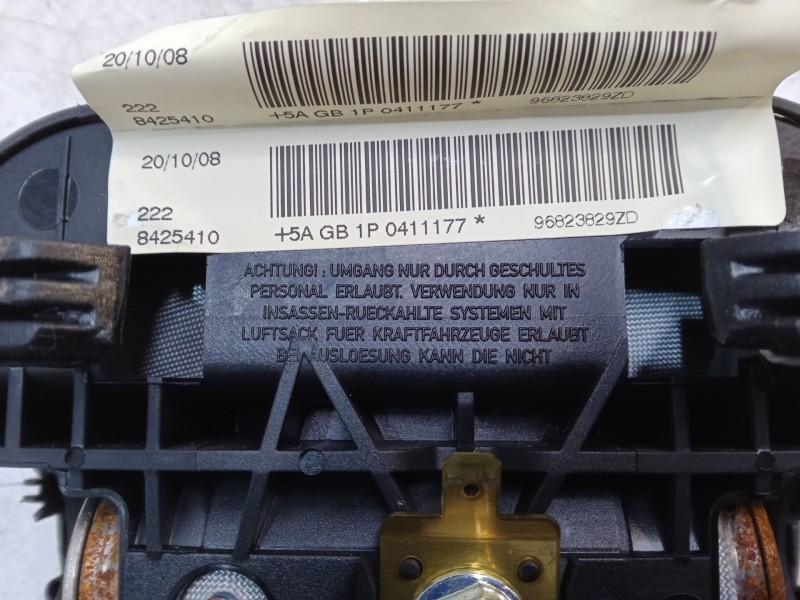 20/10/08
222
8425410
+5A GB 1P 0411177 *
96823829ZD
20/10/08
222
8425410
+5A GB 1P 0411177 *
96823829ZD
ACHTUNG! : UMGANG NUR DURCH GESCHULTES
PERSONAL ERLAUBT. VERWENDUNG NUR IN
INSASSEN-RUECKAHLTE SYSTEMEN MIT
LUFTSACK FUER KRAFTFAHRZEUGE ERLAUBT
BEI AUSLOESUNG KANN DIE NICHT